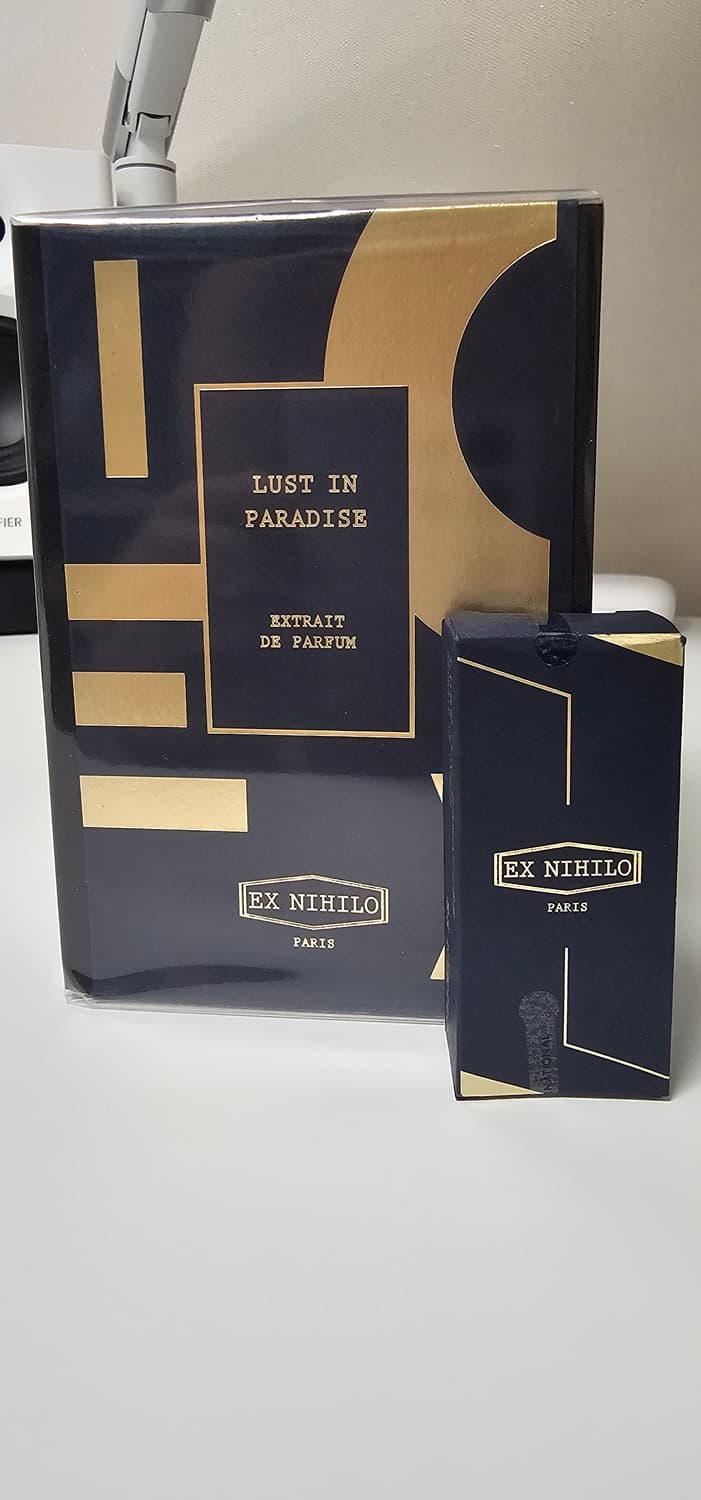 LUST IN
PARADISE
EXTRAIT
DE PARFUM
EX NIHILO
PARIS
EX NIHILO
PARIS